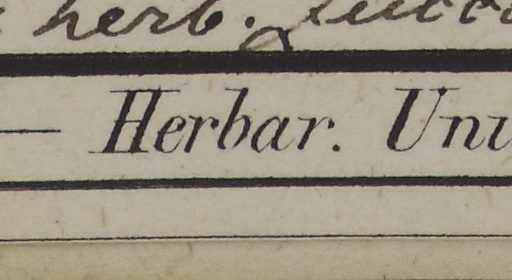 herb.
— Herbar. Uni